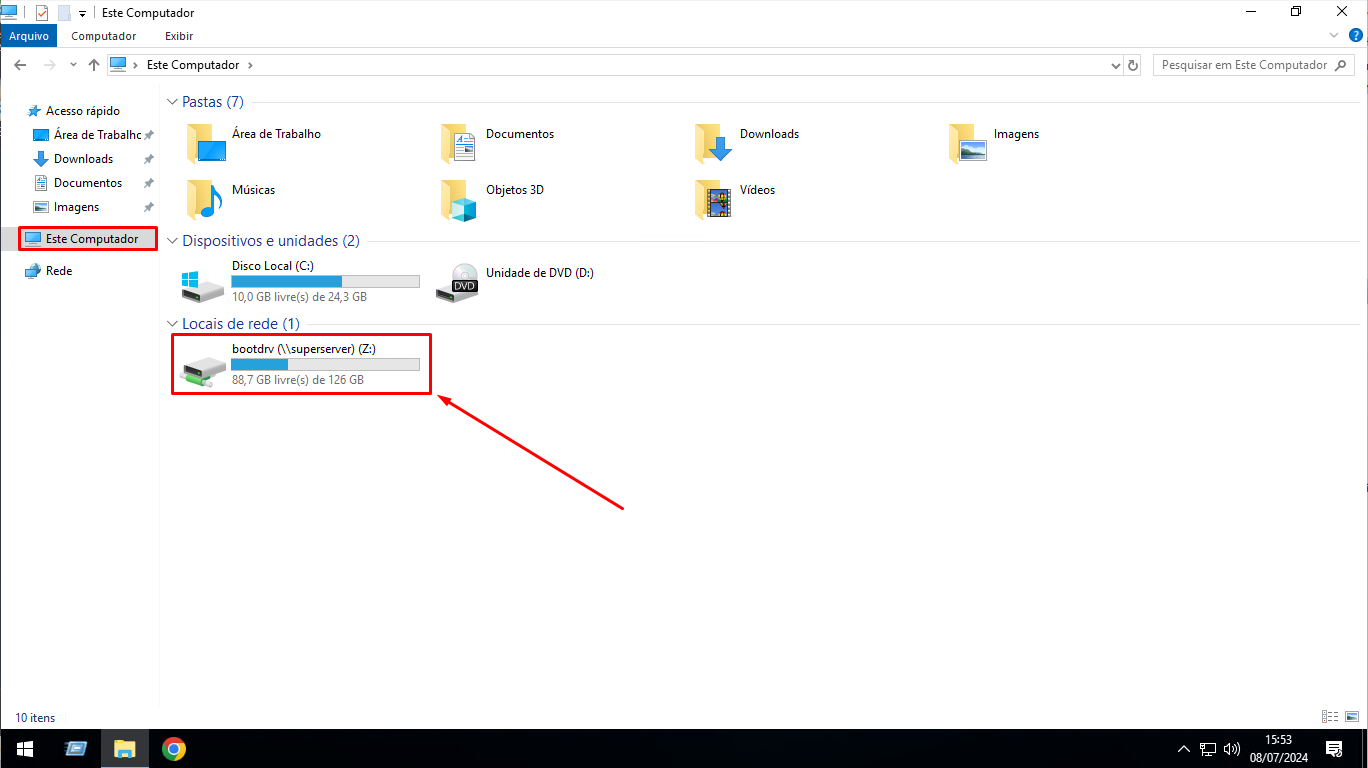 Este Computador
Arquivo
Computador
Exibir
Este Computador
Pesquisar em Este Computador
Acesso rápido
Área de Trabalho
Downloads
Documentos
Imagens
Este Computador
Rede
Pastas (7)
Área de Trabalho
Documentos
Downloads
Imagens
Músicas
Objetos 3D
Vídeos
Dispositivos e unidades (2)
Disco Local (C:)
10,0 GB livre(s) de 24,3 GB
DVD
Unidade de DVD (D:)
Locais de rede (1)
bootdrv (\\superserver) (Z:)
88,7 GB livre(s) de 126 GB
10 itens
15:53
08/07/2024